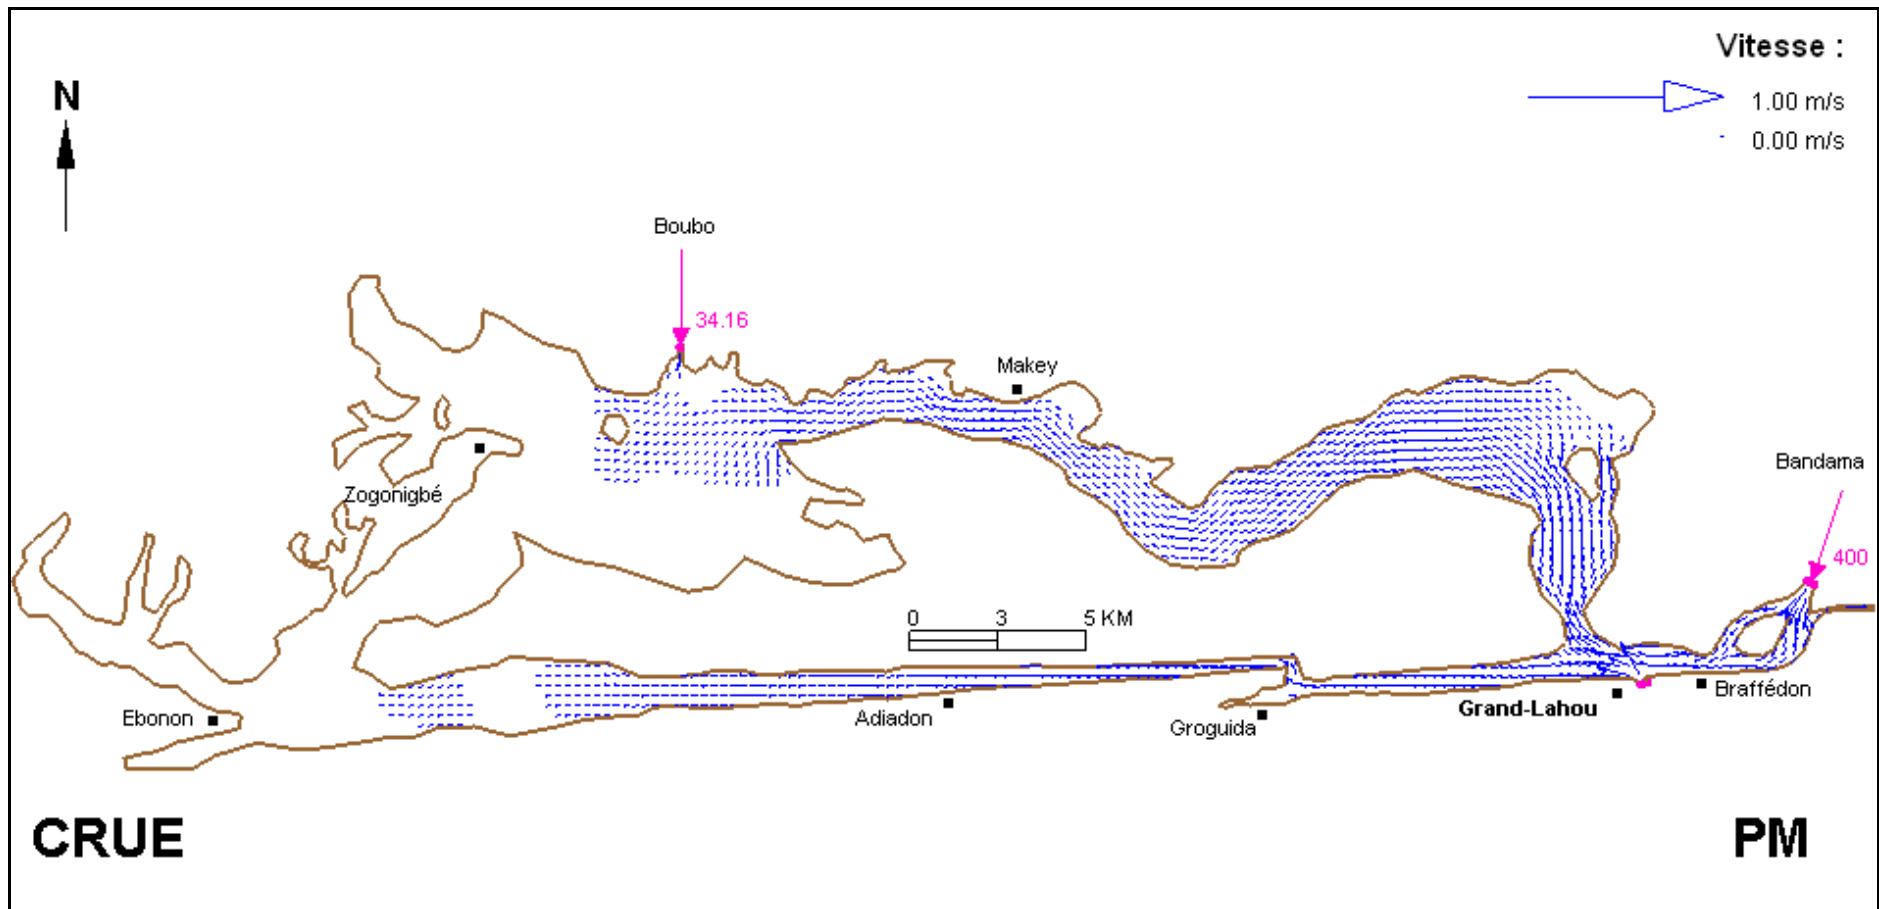 Vitesse :
N
1.00 m/s
0.00 m/s
Boubo
34.16
Makey
Bandama
Zogonigbé
400
0 3 5 KM
Ebonon
Adiadon
Groguida
Grand-Lahou
Braffédon
CRUE
PM